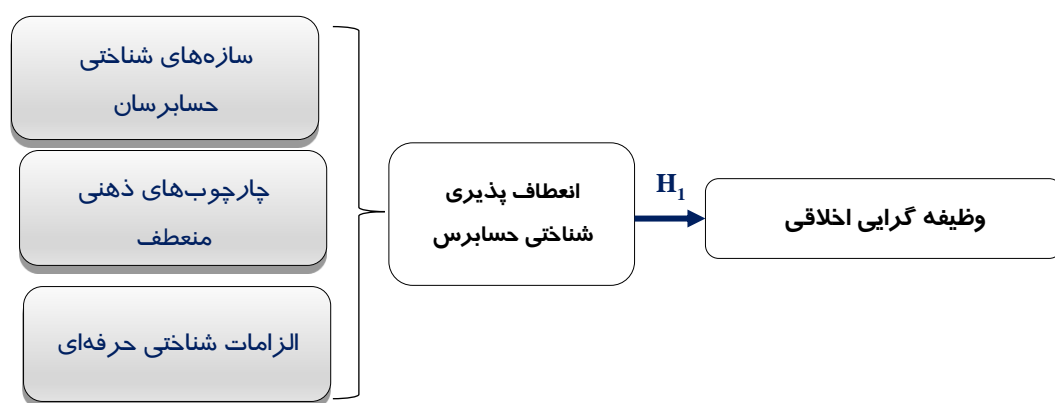 سازه‌های شناختی
حسابرسان
چارچوب‌های ذهنی
منعطف
الزامات شناختی حرفه‌ای
انعطاف پذیری
شناختی حسابرس
H1
وظیفه گرایی اخلاقی